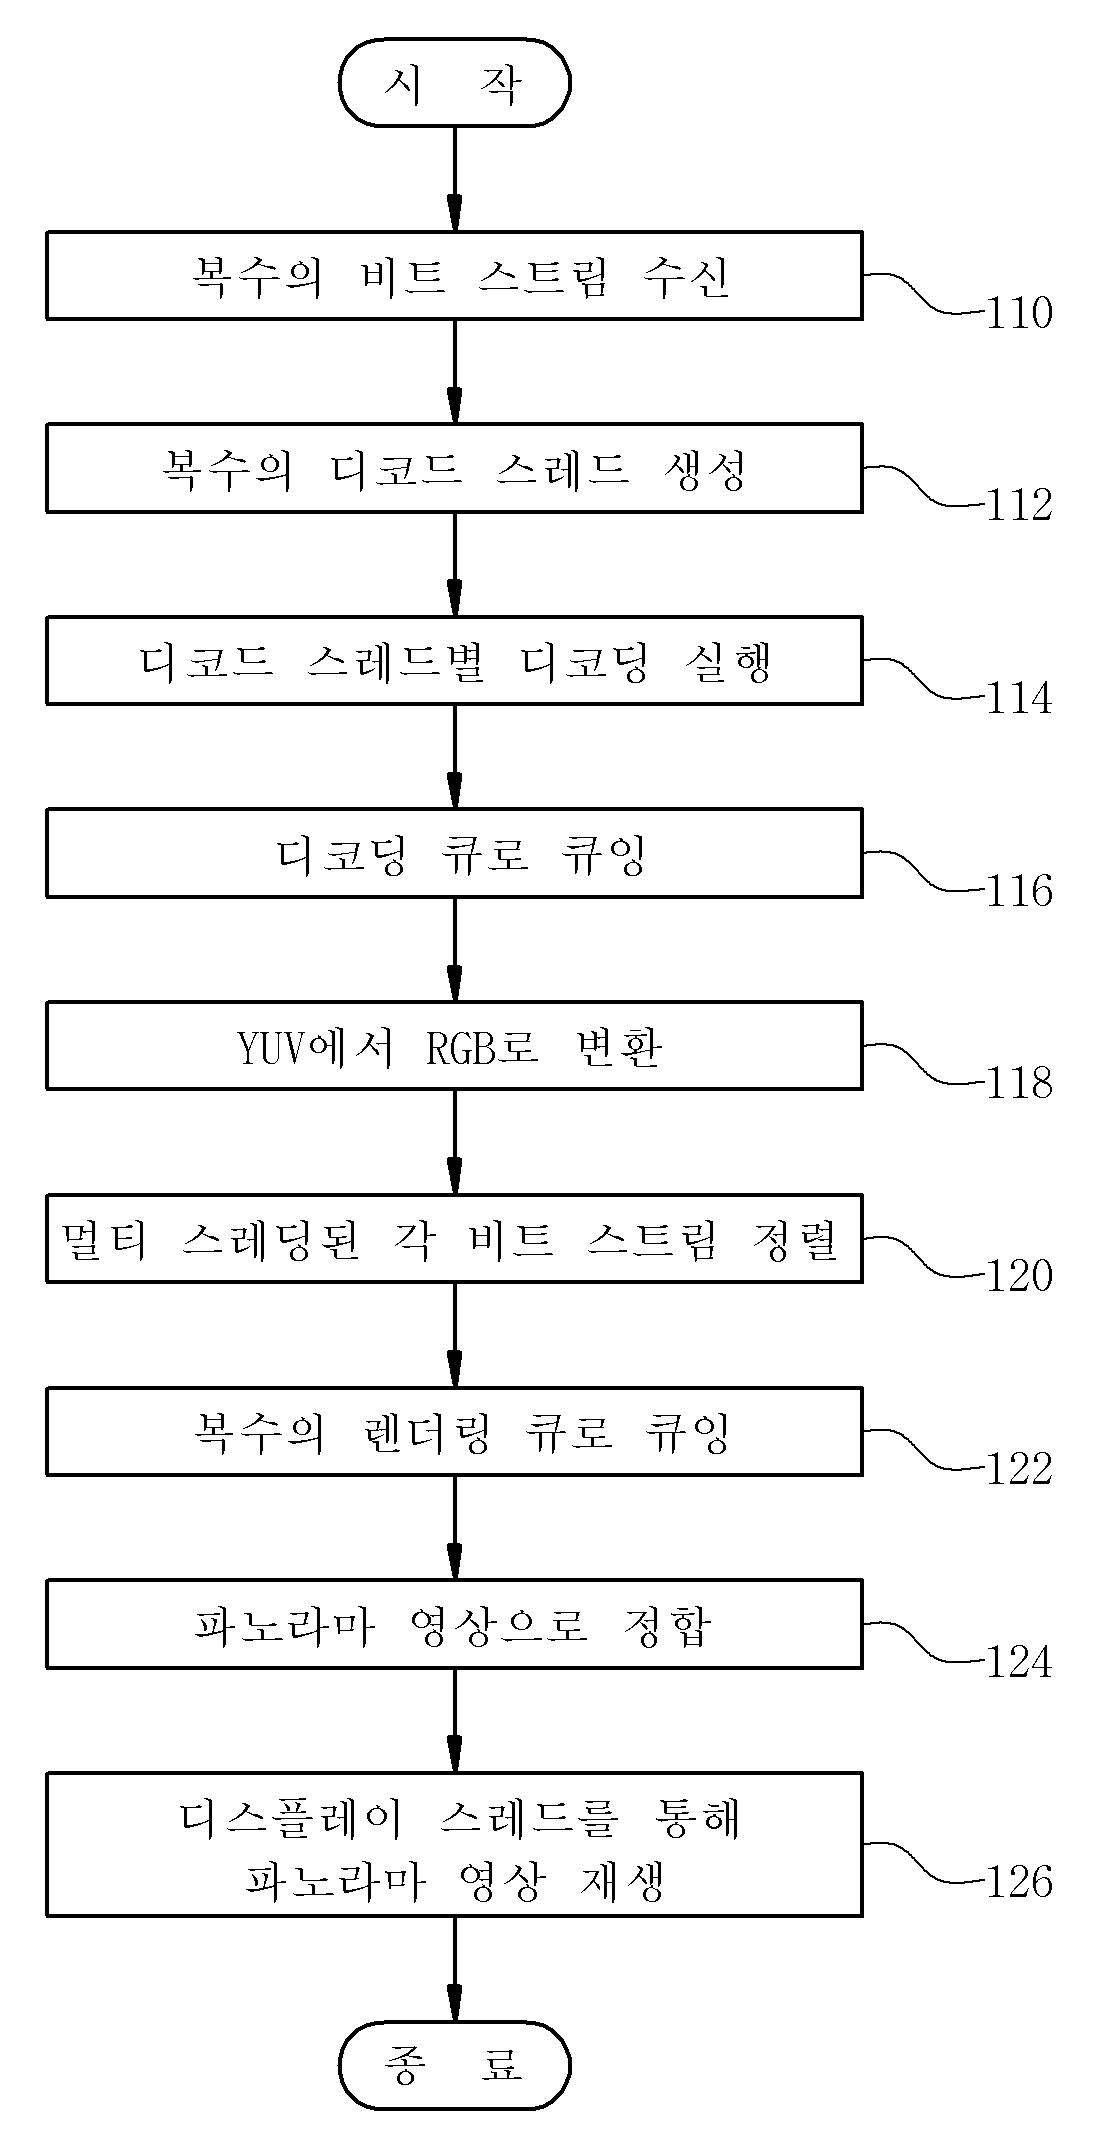 시 작
복수의 비트 스트림 수신
110
복수의 디코드 스레드 생성
112
디코드 스레드별 디코딩 실행
114
디코딩 큐로 큐잉
116
YUV에서 RGB로 변환
118
멀티 스레딩된 각 비트 스트림 정렬
120
복수의 렌더링 큐로 큐잉
122
파노라마 영상으로 정합
124
디스플레이 스레드를 통해
파노라마 영상 재생
126
종 료